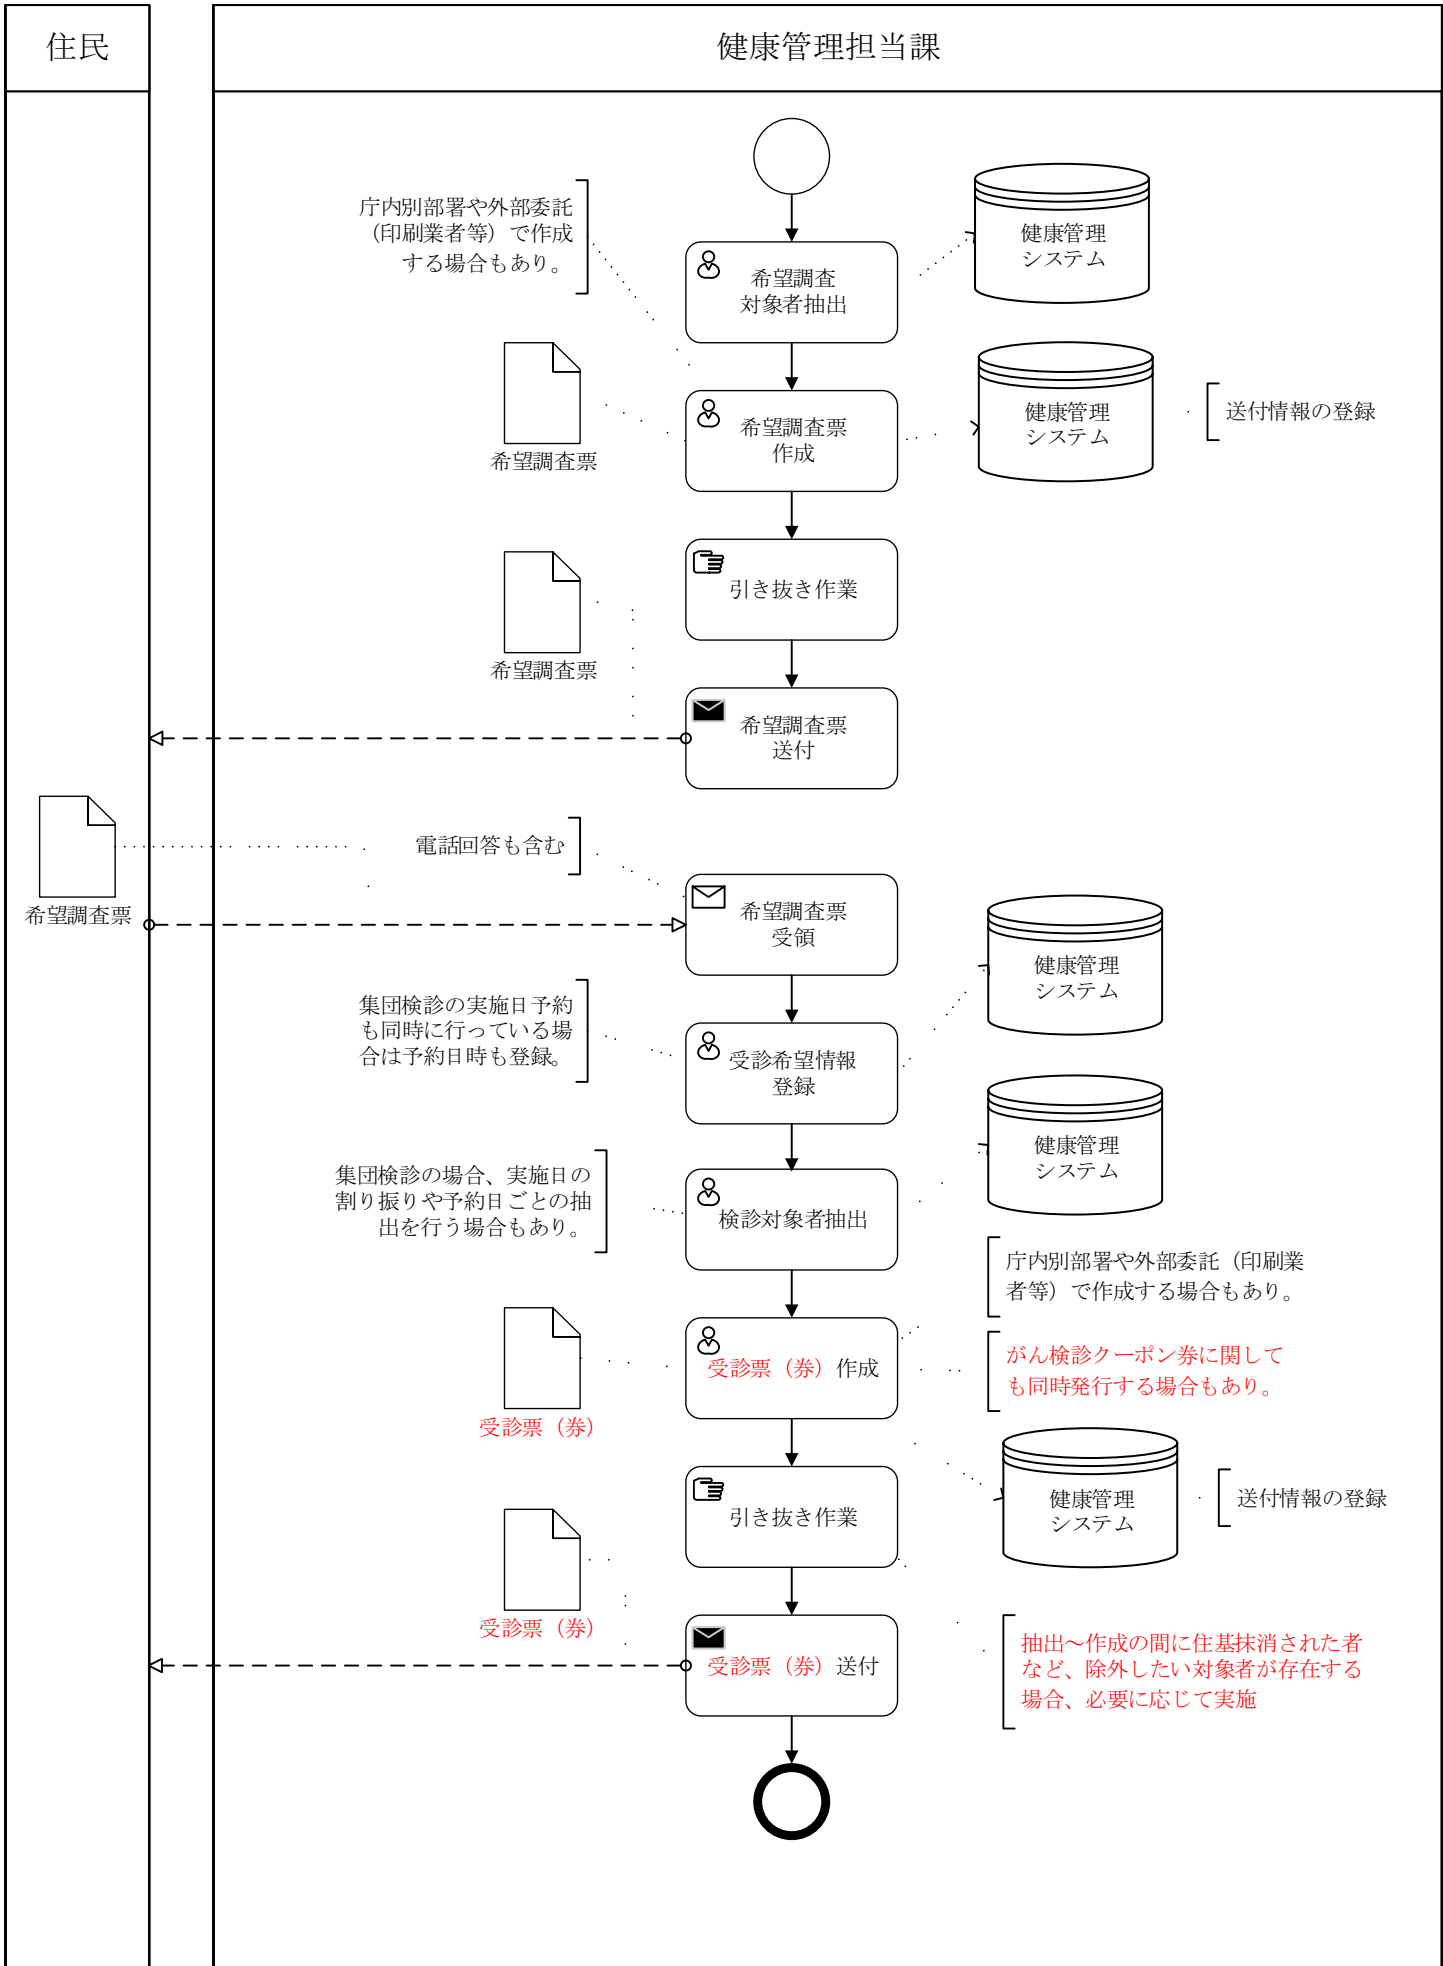 住民
健康管理担当課
庁内別部署や外部委託
（印刷業者等）で作成
する場合もあり。
希望調査
対象者抽出
健康管理
システム
希望調査票
希望調査票
作成
健康管理
システム
送付情報の登録
引き抜き作業
希望調査票
希望調査票
送付
希望調査票
電話回答も含む
希望調査票
受領
健康管理
システム
集団検診の実施日予約
も同時に行っている場
合は予約日時も登録。
受診希望情報
登録
健康管理
システム
集団検診の場合、実施日の
割り振りや予約日ごとの抽
出を行う場合もあり。
検診対象者抽出
庁内別部署や外部委託（印刷業
者等）で作成する場合もあり。
受診票（券）
受診票（券）作成
がん検診クーポン券に関して
も同時発行する場合もあり。
健康管理
システム
送付情報の登録
引き抜き作業
受診票（券）
受診票（券）送付
抽出～作成の間に住基抹消された者
など、除外したい対象者が存在する
場合、必要に応じて実施